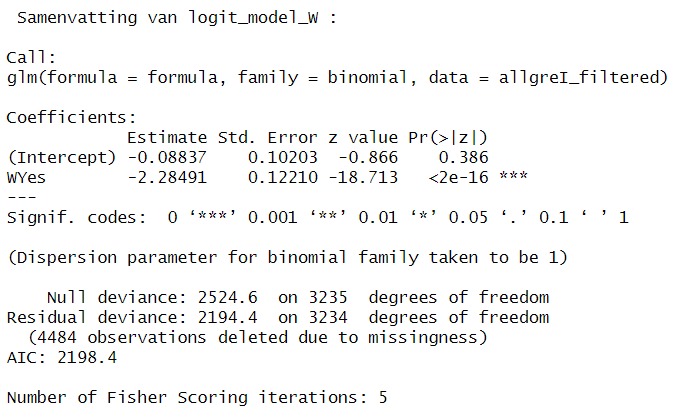 Samenvatting van logit_model_W :
Call:
glm(formula = formula, family = binomial, data = allgreI_filtered)
Coefficients:
Estimate Std. Error z value Pr(>|z|)
(Intercept) -0.08837 0.10203 -0.866 0.386
WYes -2.28491 0.12210 -18.713 <2e-16 ***
---
Signif. codes: 0 ‘***’ 0.001 ‘**’ 0.01 ‘*’ 0.05 ‘.’ 0.1 ‘ ’ 1
(Dispersion parameter for binomial family taken to be 1)
Null deviance: 2524.6 on 3235 degrees of freedom
Residual deviance: 2194.4 on 3234 degrees of freedom
(4484 observations deleted due to missingness)
AIC: 2198.4
Number of Fisher Scoring iterations: 5